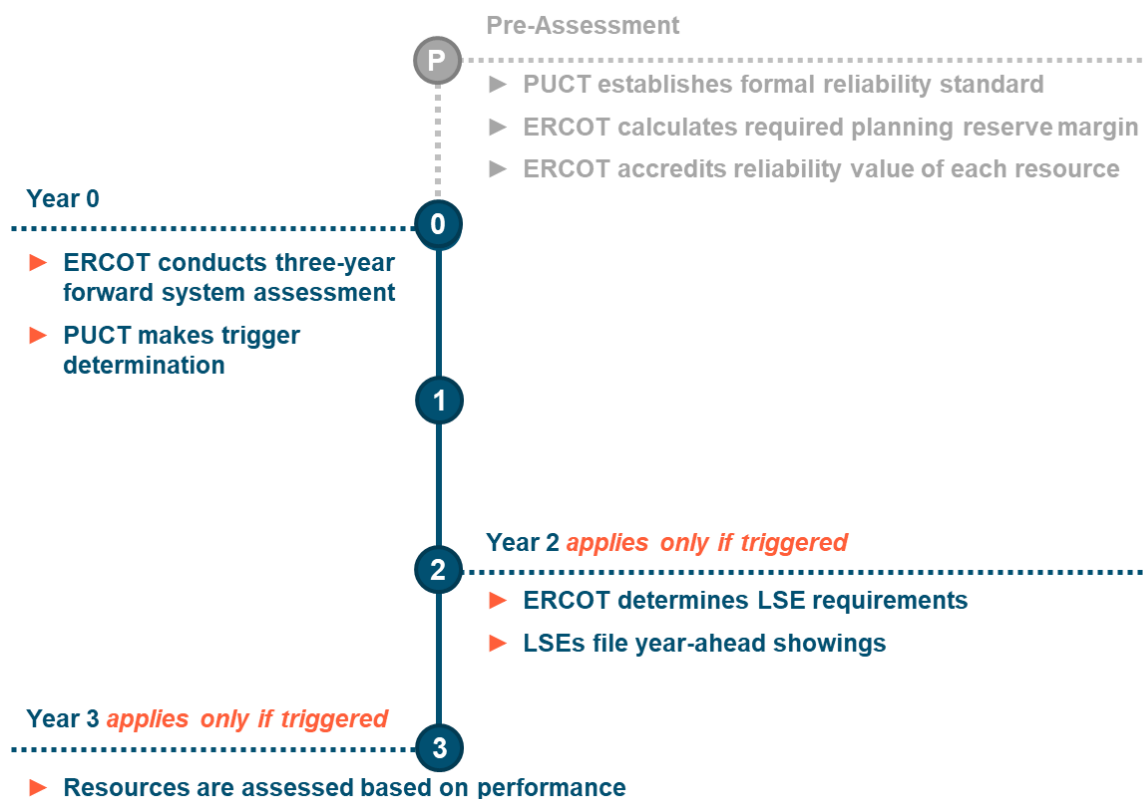 Pre-Assessment
P
► PUCT establishes formal reliability standard
► ERCOT calculates required planning reserve margin
► ERCOT accredits reliability value of each resource
Year 0
0
► ERCOT conducts three-year
forward system assessment
► PUCT makes trigger
determination
1
Year 2 applies only if triggered
2
► ERCOT determines LSE requirements
► LSEs file year-ahead showings
Year 3 applies only if triggered
3
► Resources are assessed based on performance